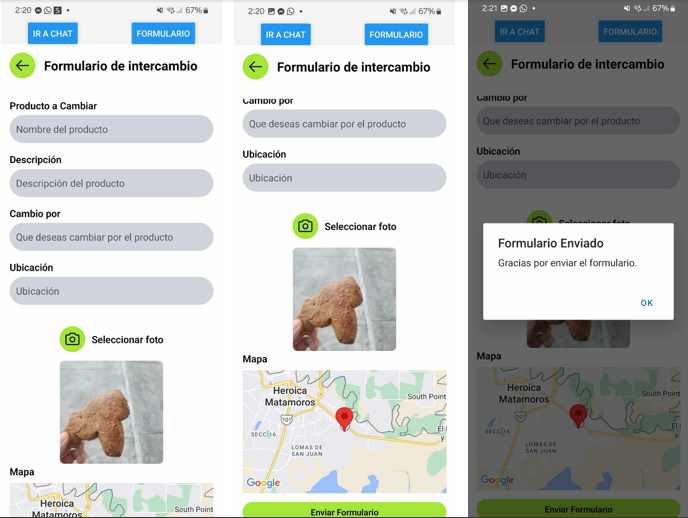 2:20
67%
IR A CHAT
FORMULARIO
Formulario de intercambio
Producto a Cambiar
Nombre del producto
Descripción
Descripción del producto
Cambio por
Que deseas cambiar por el producto
Ubicación
Ubicación
Seleccionar foto
Mapa
Heroica
South Point
2:20
67%
IR A CHAT
FORMULARIO
Formulario de intercambio
Cambio por
Que deseas cambiar por el producto
Ubicación
Ubicación
Seleccionar foto
Mapa
Heroica
Matamoros
South Point
101
SECC 16
LOMAS DE
SAN JUAN
Google
Enviar Formulario
2:21
67%
IR A CHAT
FORMULARIO
Formulario de intercambio
Cambio por
Que deseas cambiar por el producto
Ubicación
Ubicación
Seleccionar foto
Formulario Enviado
Gracias por enviar el formulario.
OK
Mapa
Heroica
Matamoros
South Point
101
SECC 16
LOMAS DE
SAN JUAN
Google
Enviar Formulario